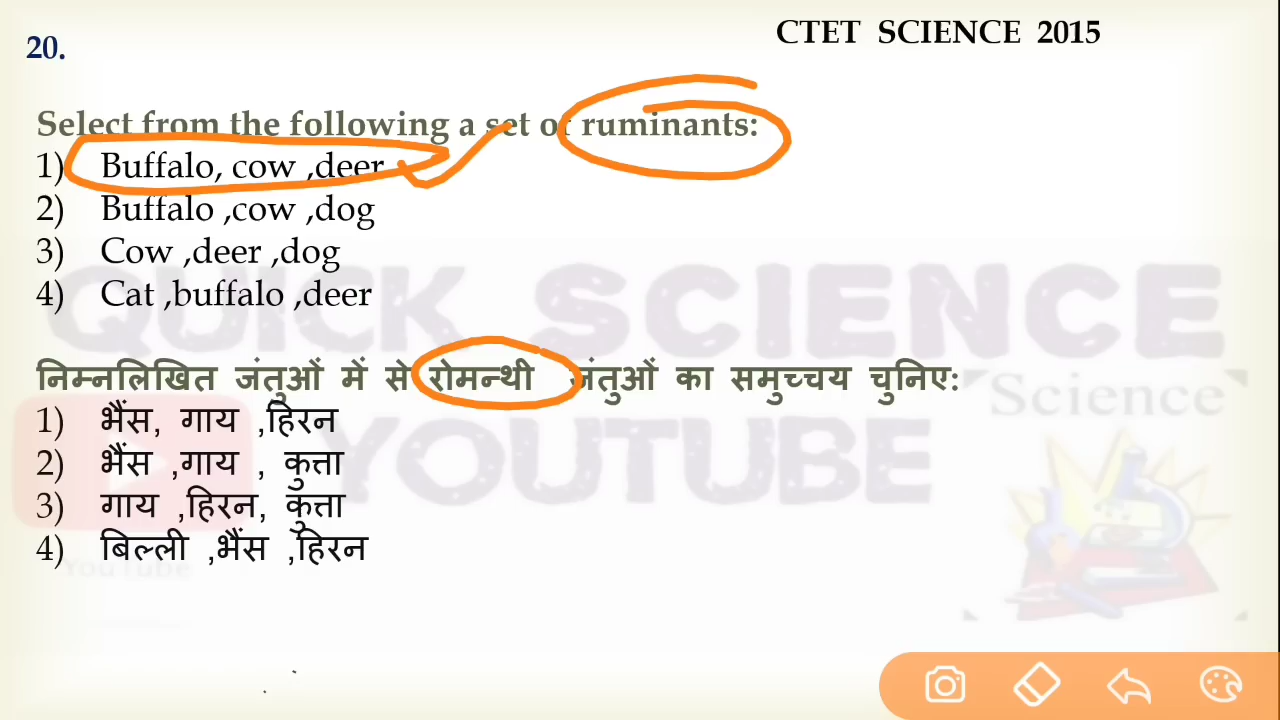 CTET SCIENCE 2015
20.
Select from the following a set of ruminants:
1) Buffalo, cow ,deer
2) Buffalo ,cow ,dog
3) Cow ,deer ,dog
4) Cat ,buffalo ,deer
QUICK SCIENCE
निम्नलिखित जंतुओं में से रोमन्थी जंतुओं का समुच्चय चुनिए:
Science
1) भैंस, गाय ,हिरन
2) भैंस ,गाय , कुत्ता
YOUTUBE
3) गाय ,हिरन, कुत्ता
4) बिल्ली ,भैंस ,हिरन
YouTube